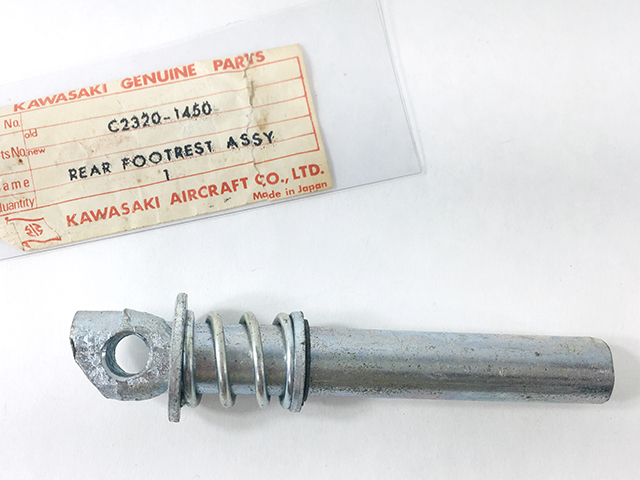 KAWASAKI GENUINE PARTS
No. old C2320-1450
ts No. new
ame REAR FOOTREST ASSY
uantity 1
KAWASAKI AIRCRAFT CO., LTD.
Made in Japan